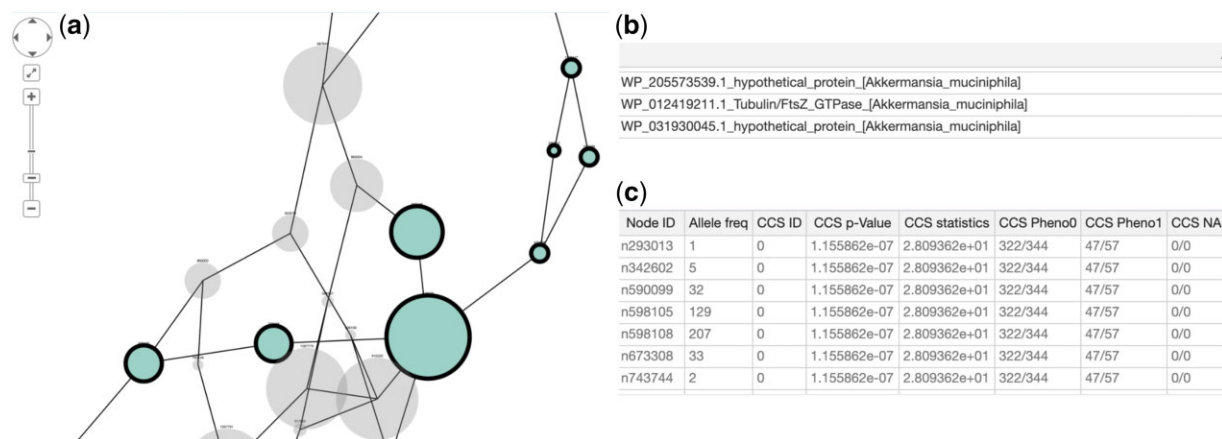 (a)
(b)
WP_205573539.1_hypothetical_protein_[Akkermansia_muciniphila]
WP_012419211.1_Tubulin/FtsZ_GTPase_[Akkermansia_muciniphila]
WP_031930045.1_hypothetical_protein_[Akkermansia_muciniphila]
(c)
Node ID Allele freq CCS ID CCS p-Value CCS statistics CCS Pheno0 CCS Pheno1 CCS NA
n293013 1 0 1.155862e-07 2.809362e+01 322/344 47/57 0/0
n342602 5 0 1.155862e-07 2.809362e+01 322/344 47/57 0/0
n590099 32 0 1.155862e-07 2.809362e+01 322/344 47/57 0/0
n598105 129 0 1.155862e-07 2.809362e+01 322/344 47/57 0/0
n598108 207 0 1.155862e-07 2.809362e+01 322/344 47/57 0/0
n673308 33 0 1.155862e-07 2.809362e+01 322/344 47/57 0/0
n743744 2 0 1.155862e-07 2.809362e+01 322/344 47/57 0/0